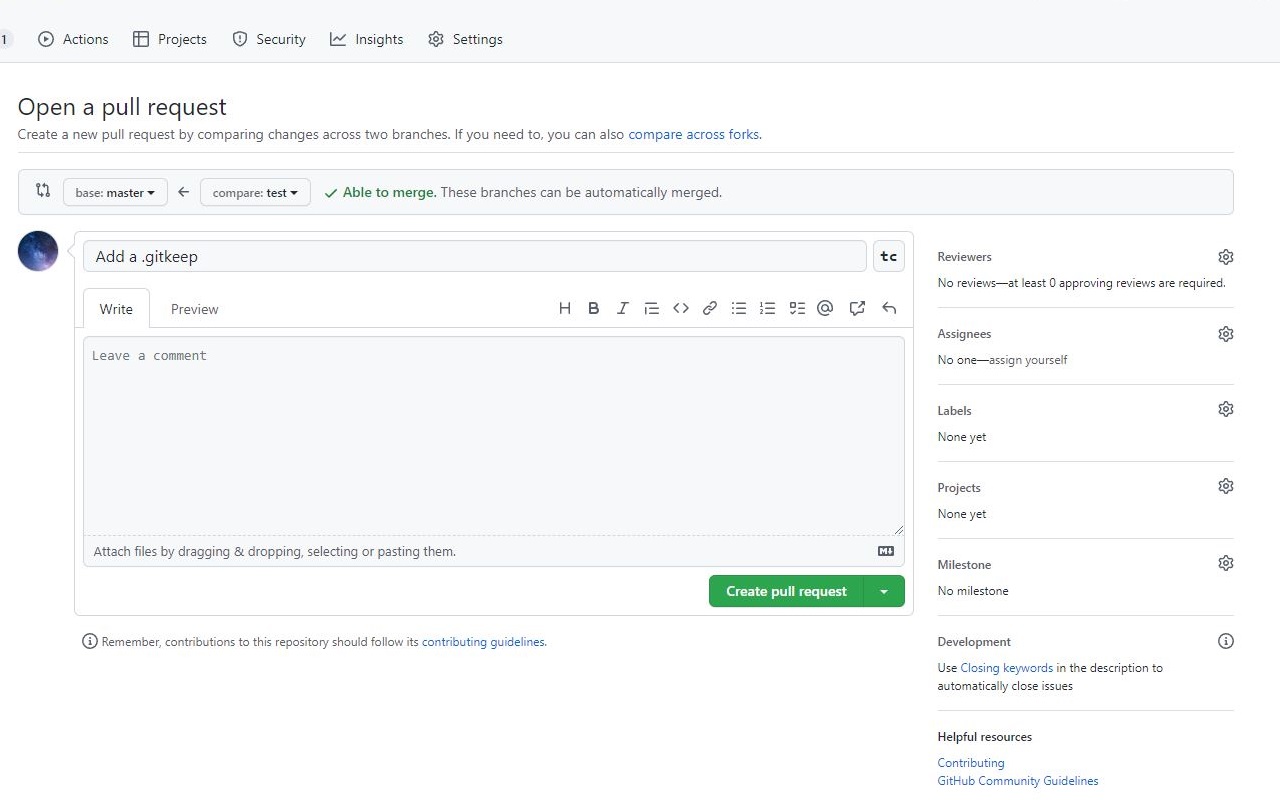 1 Actions Projects Security Insights Settings
Open a pull request
Create a new pull request by comparing changes across two branches. If you need to, you can also compare across forks.
base: master compare: test Able to merge. These branches can be automatically merged.
Add a .gitkeep tc
Write Preview
Leave a comment
Attach files by dragging & dropping, selecting or pasting them.
Create pull request
Remember, contributions to this repository should follow its contributing guidelines.
Reviewers
No reviews—at least 0 approving reviews are required.
Assignees
No one—assign yourself
Labels
None yet
Projects
None yet
Milestone
No milestone
Development
Use Closing keywords in the description to
automatically close issues
Helpful resources
Contributing
GitHub Community Guidelines